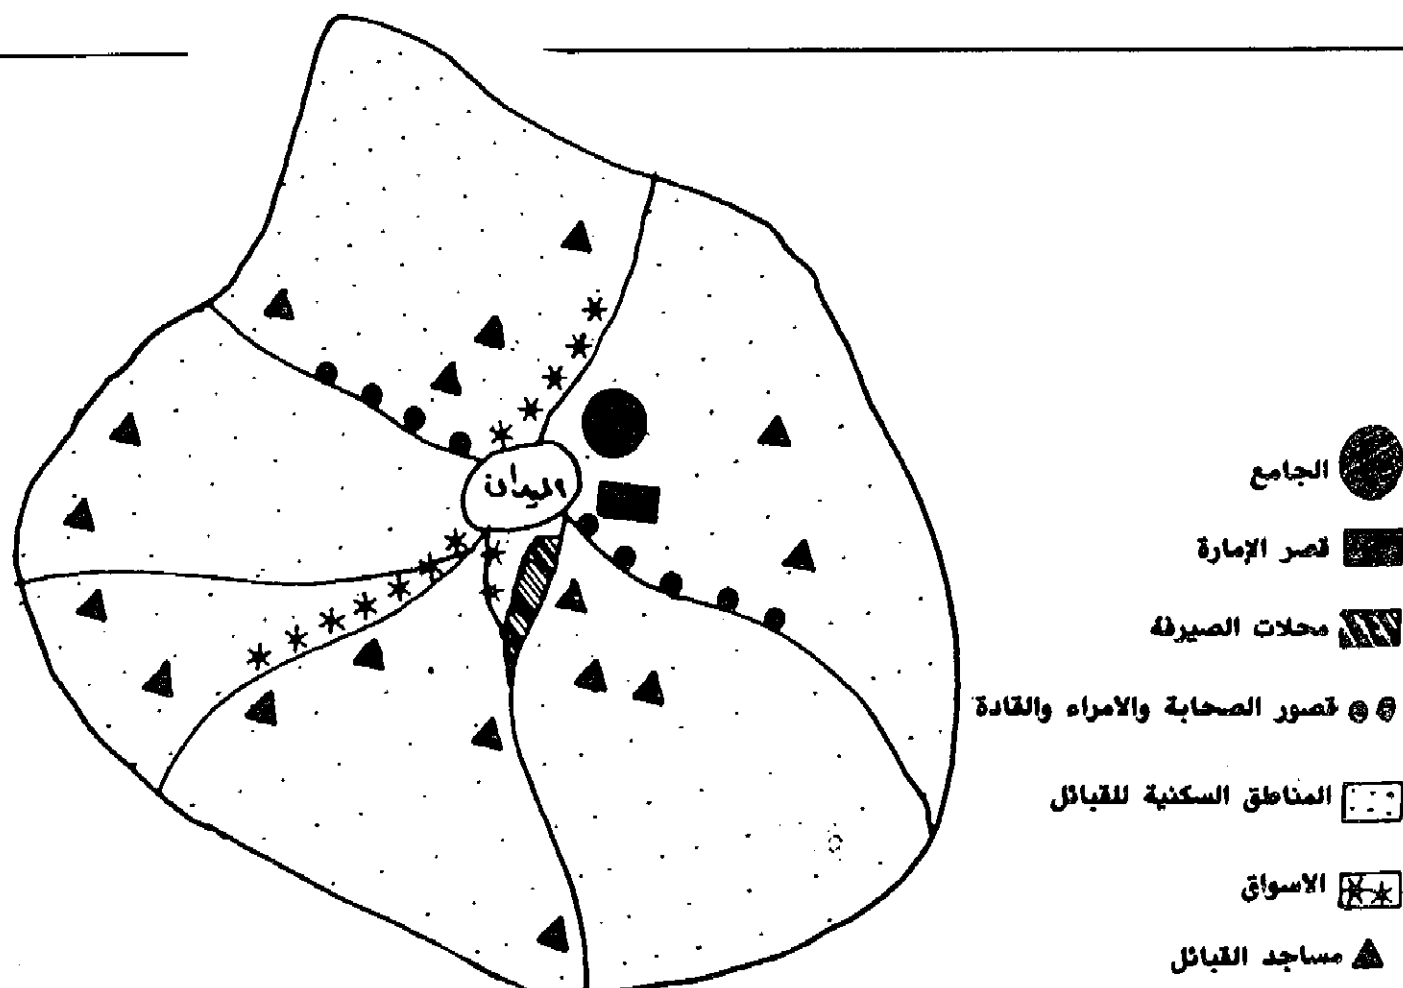 الميدان
الجامع
قصر الإمارة
محلات الصيرفة
قصور الصحابة والامراء والقادة
المناطق السكنية للقبائل
الاسواق
مساجد القبائل